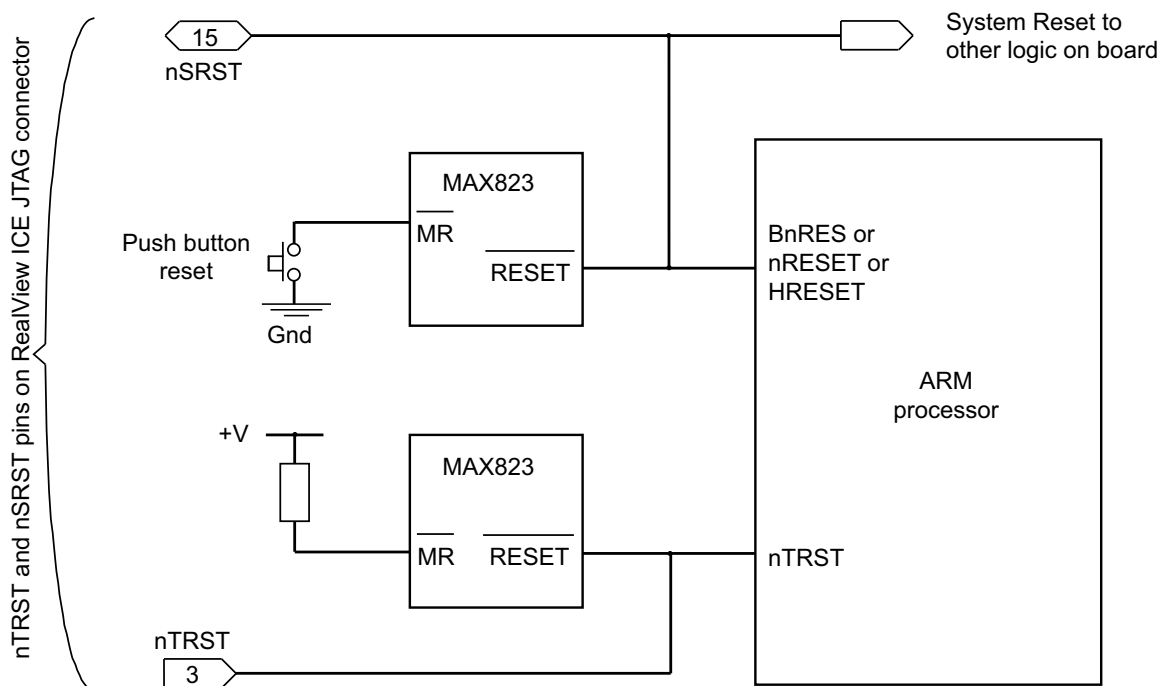 nTRST and nSRST pins on RealView ICE JTAG connector
15
nSRST
System Reset to
other logic on board
MAX823
MR
RESET
Push button
reset
Gnd
BnRES or
nRESET or
HRESET
ARM
processor
+V
MAX823
MR
RESET
nTRST
nTRST
3